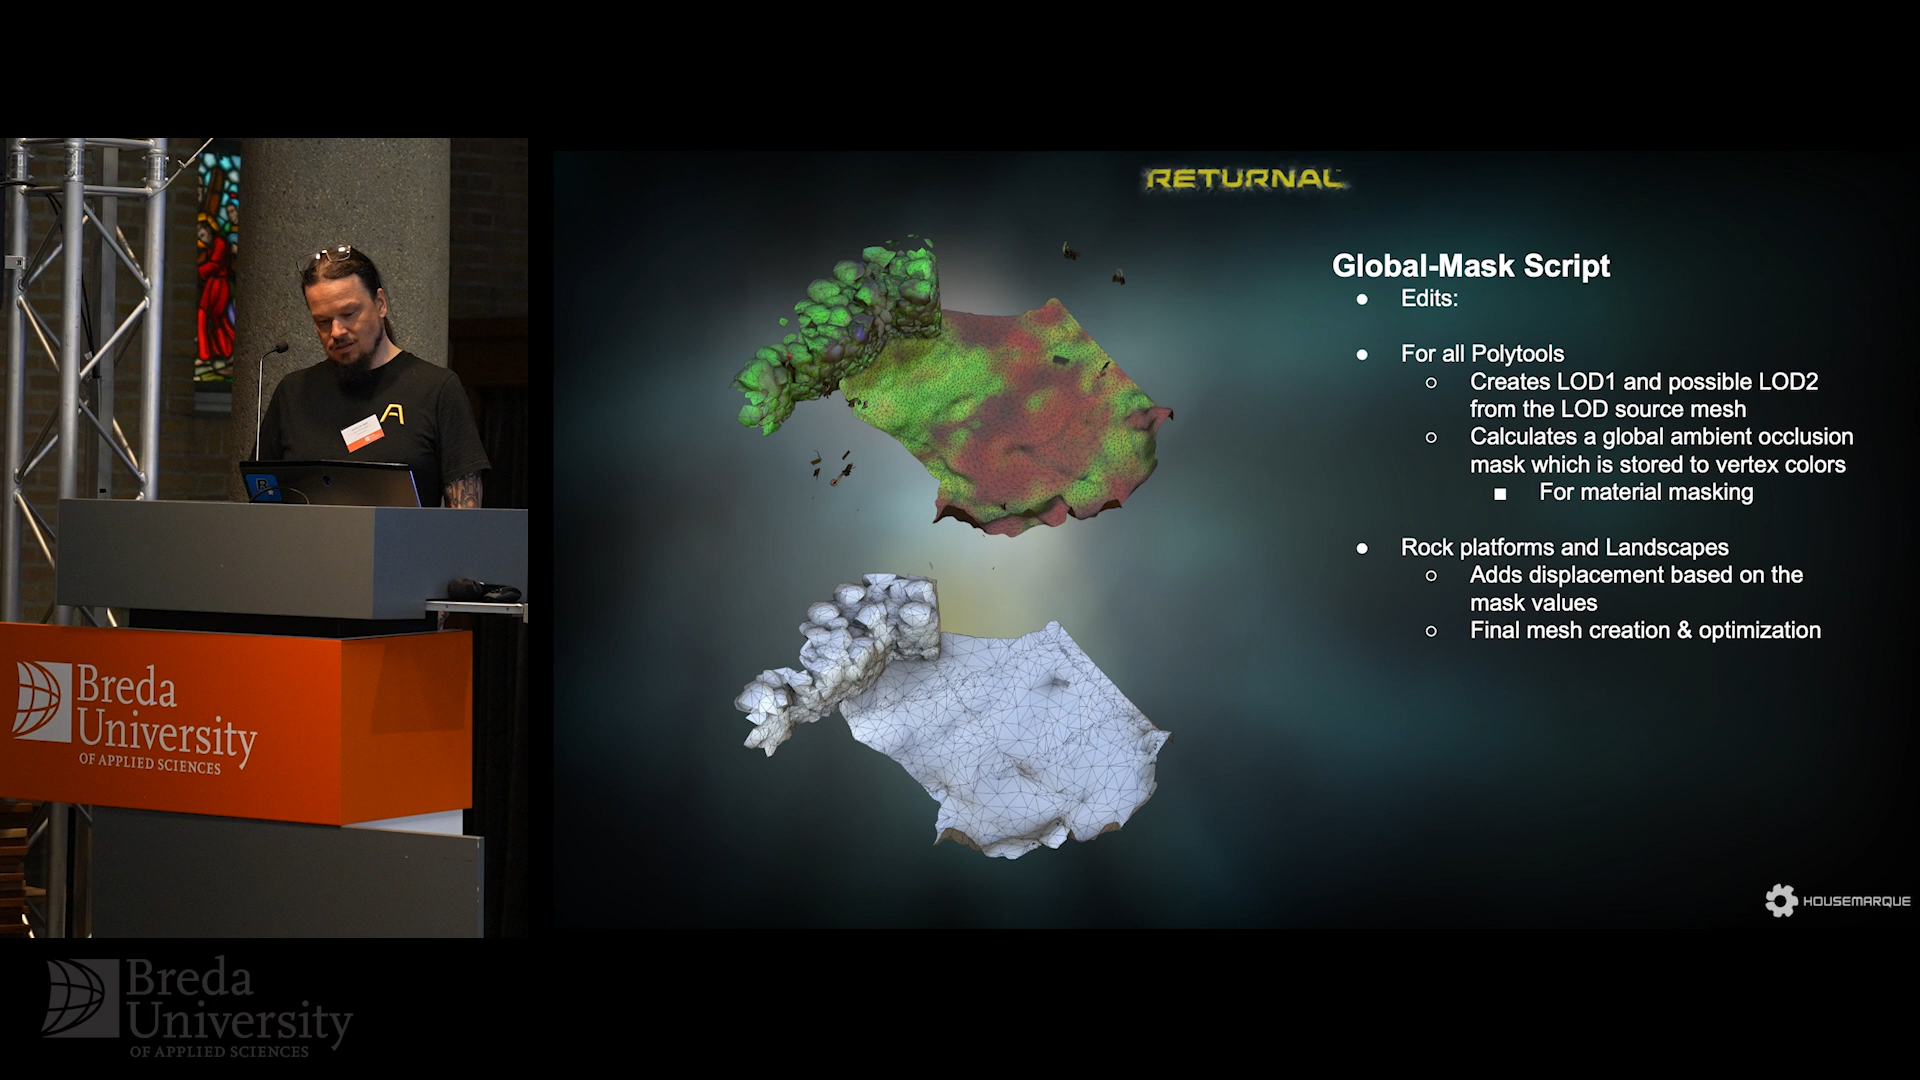 RETURNAL
Global-Mask Script
Edits:
For all Polytools
Creates LOD1 and possible LOD2
from the LOD source mesh
Calculates a global ambient occlusion
mask which is stored to vertex colors
For material masking
Rock platforms and Landscapes
Adds displacement based on the
mask values
Final mesh creation & optimization
HOUSEMARQUE
Breda
University
OF APPLIED SCIENCES
Breda
University
OF APPLIED SCIENCES